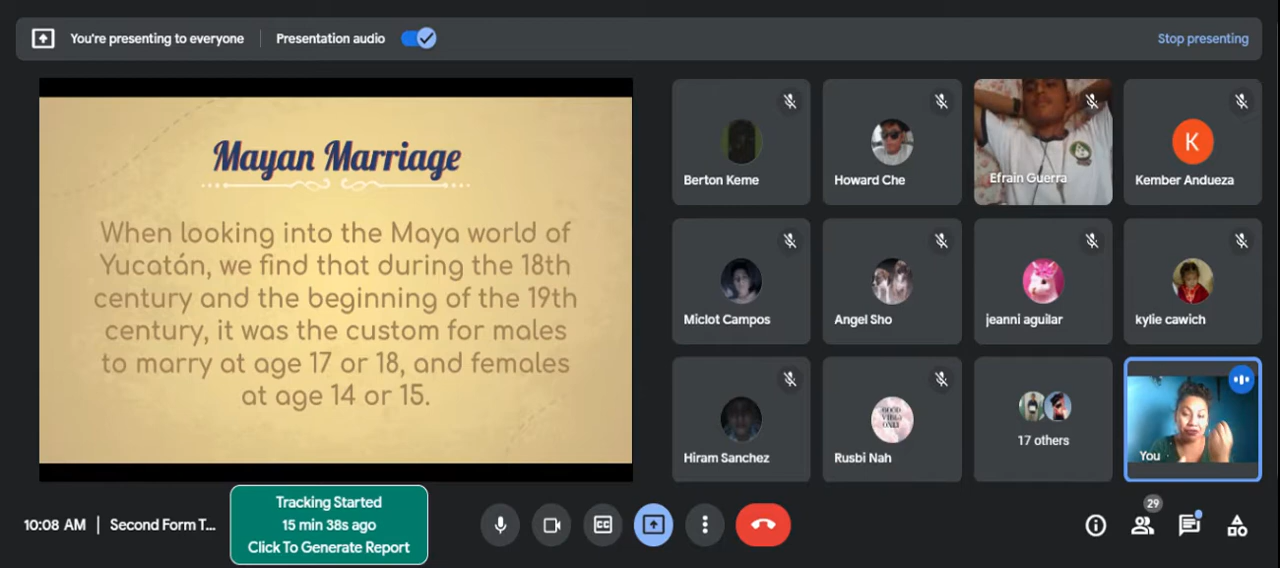 You're presenting to everyone
Presentation audio
Stop presenting
Mayan Marriage
When looking into the Maya world of
Yucatán, we find that during the 18th
century and the beginning of the 19th
century, it was the custom for males
to marry at age 17 or 18, and females
at age 14 or 15.
Berton Keme
Howard Che
Efrain Guerra
K
Kember Andueza
Miclot Campos
Angel Sho
jeanni aguilar
kylie cawich
Hiram Sanchez
GOOD
VIBES
ONLY
Rusbi Nah
17 others
You
10:08 AM | Second Form T...
Tracking Started
15 min 38s ago
Click To Generate Report
CC
29